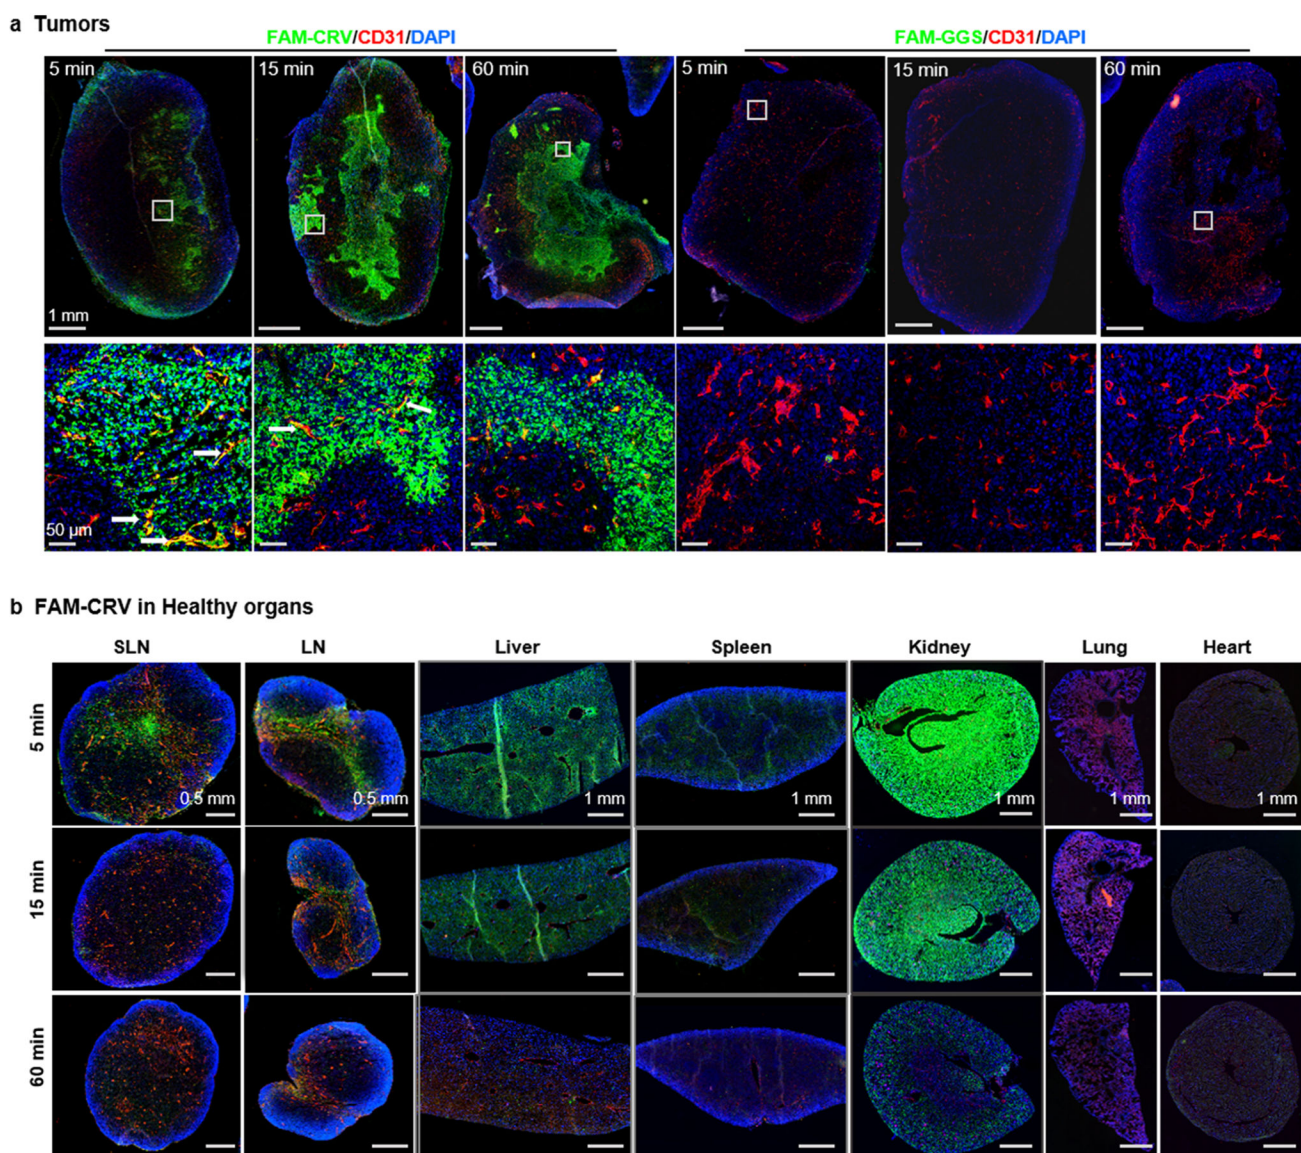 a Tumors
FAM-CRV/CD31/DAPI
FAM-GGS/CD31/DAPI
5 min
15 min
60 min
5 min
15 min
60 min
1 mm
50 µm
b FAM-CRV in Healthy organs
SLN
LN
Liver
Spleen
Kidney
Lung
Heart
5 min
0.5 mm
0.5 mm
1 mm
1 mm
1 mm
1 mm
1 mm
15 min
60 min